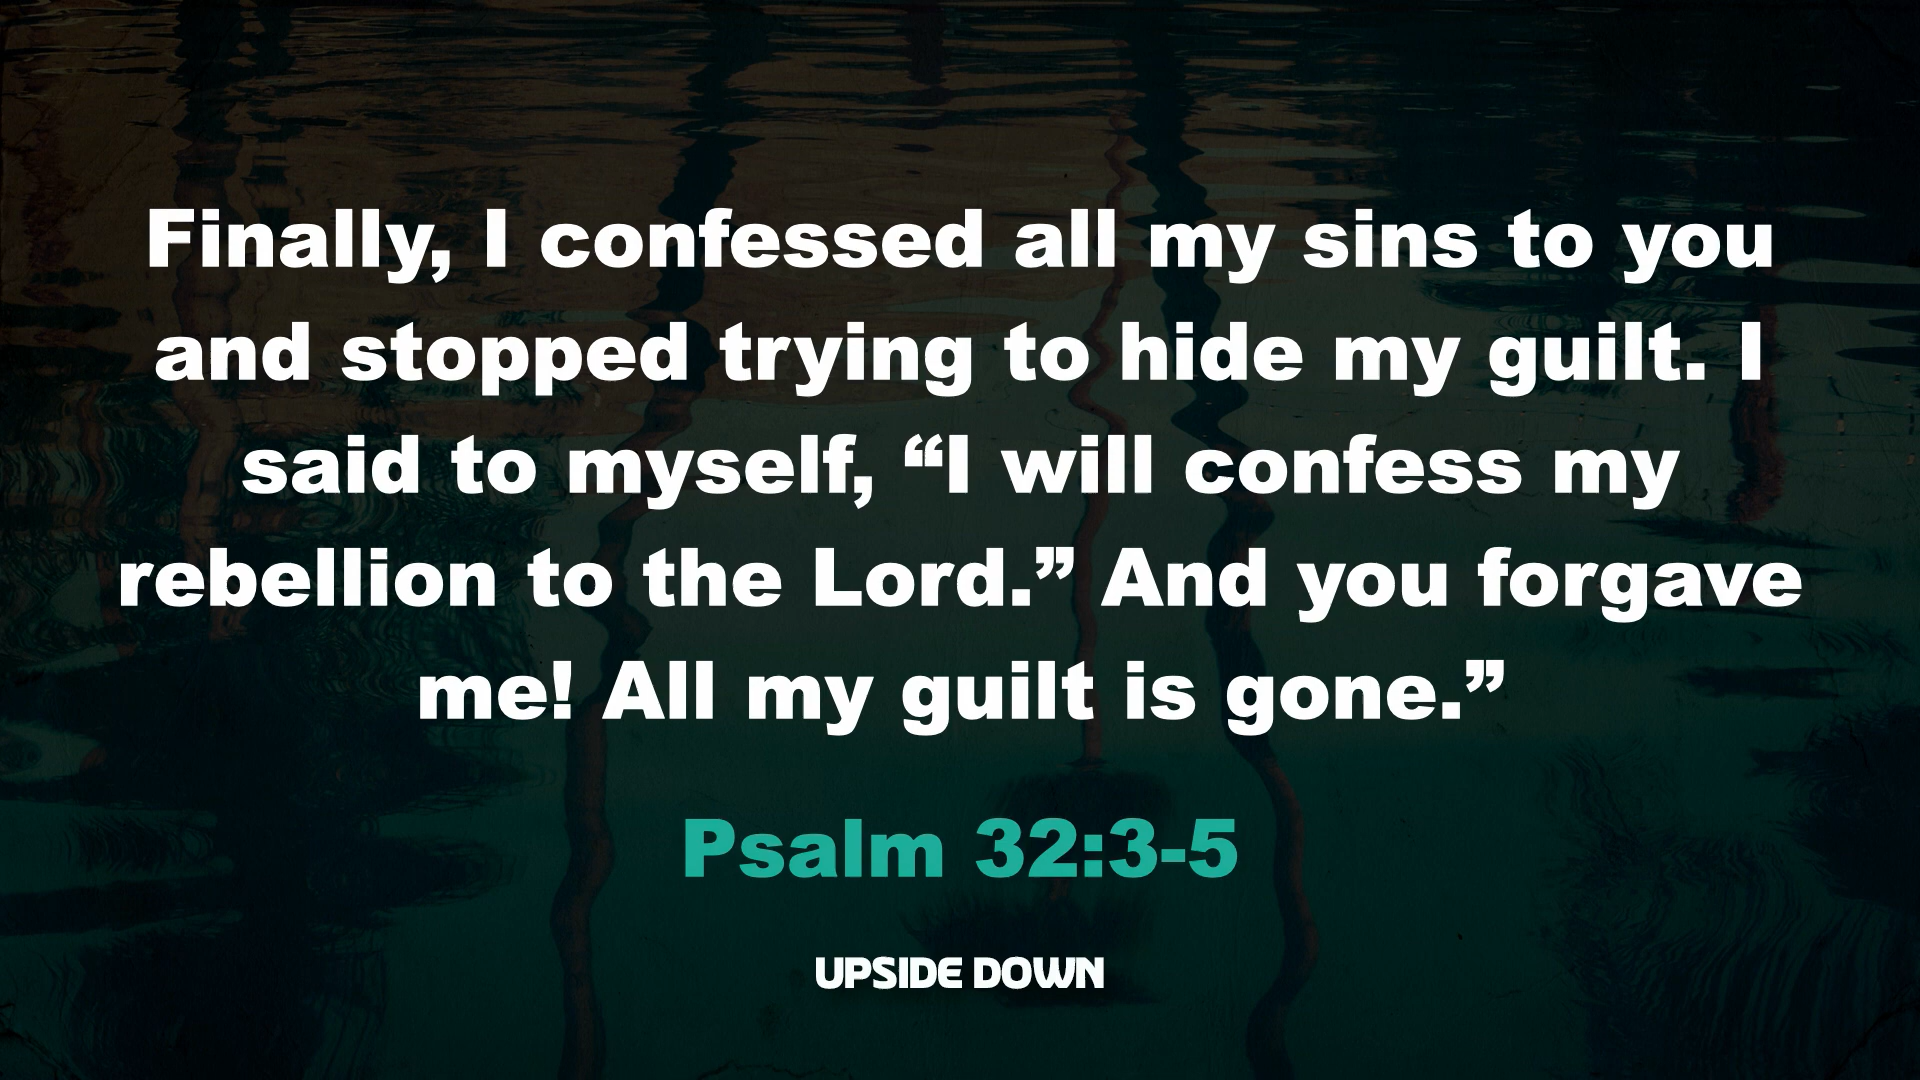 Finally, I confessed all my sins to you
and stopped trying to hide my guilt. I
said to myself, “I will confess my
rebellion to the Lord.” And you forgave
me! All my guilt is gone.”
Psalm 32:3-5
UPSIDE DOWN